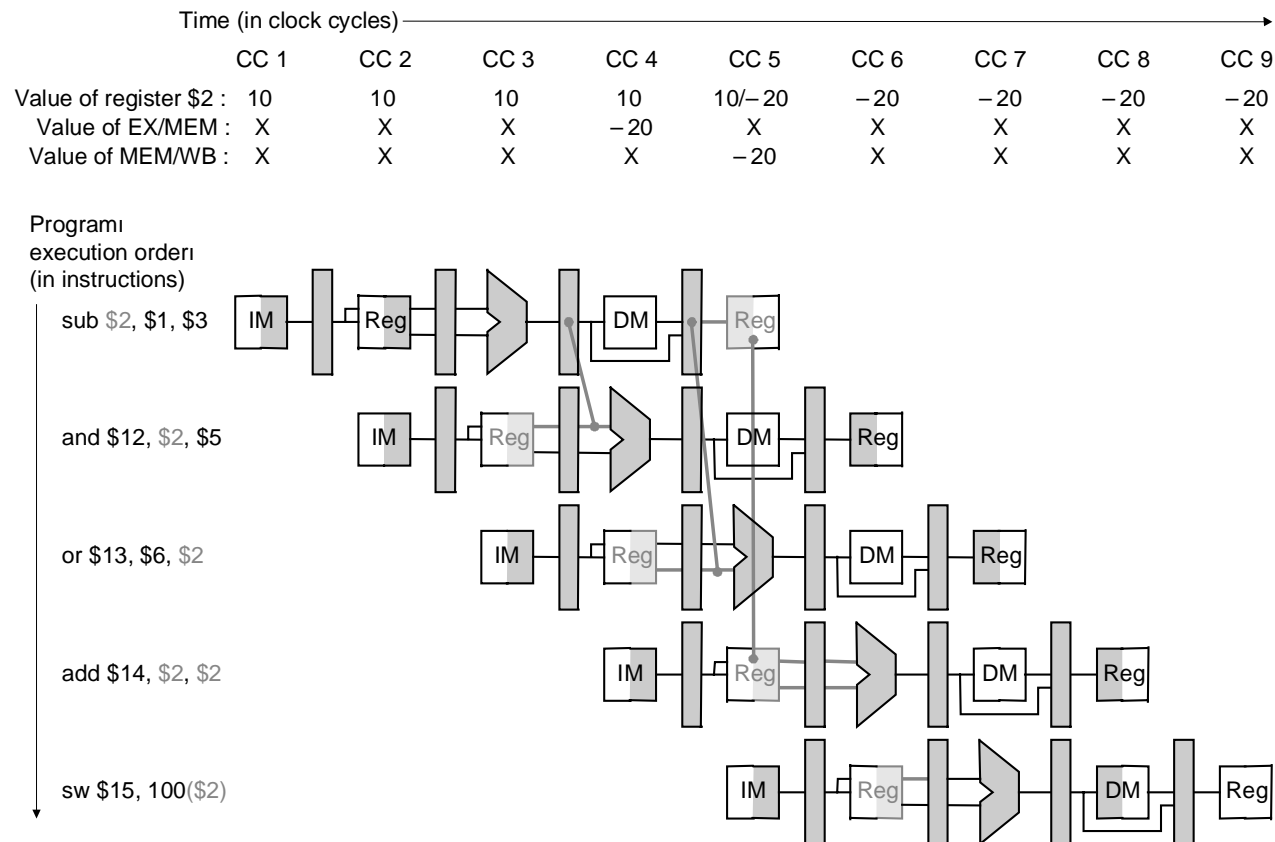 Time (in clock cycles)
CC 1 CC 2 CC 3 CC 4 CC 5 CC 6 CC 7 CC 8 CC 9
Value of register $2 : 10 10 10 10 10/– 20 – 20 – 20 – 20 – 20
Value of EX/MEM : X X X – 20 X X X X X
Value of MEM/WB : X X X X – 20 X X X X
Programı
execution orderı
(in instructions)
sub $2, $1, $3 IM Reg DM Reg
and $12, $2, $5 IM Reg DM Reg
or $13, $6, $2 IM Reg DM Reg
add $14, $2, $2 IM Reg DM Reg
sw $15, 100($2) IM Reg DM Reg